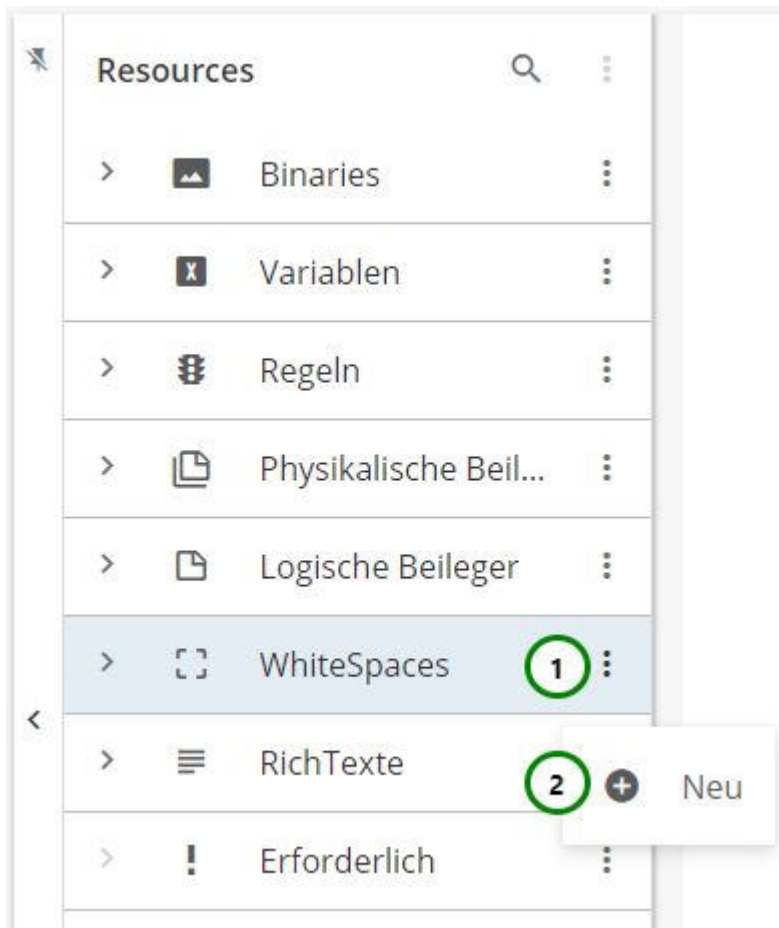 Resources
Binaries
Variablen
Regeln
Physikalische Beil...
Logische Beileger
WhiteSpaces 1
RichTexte
2 Neu
Erforderlich